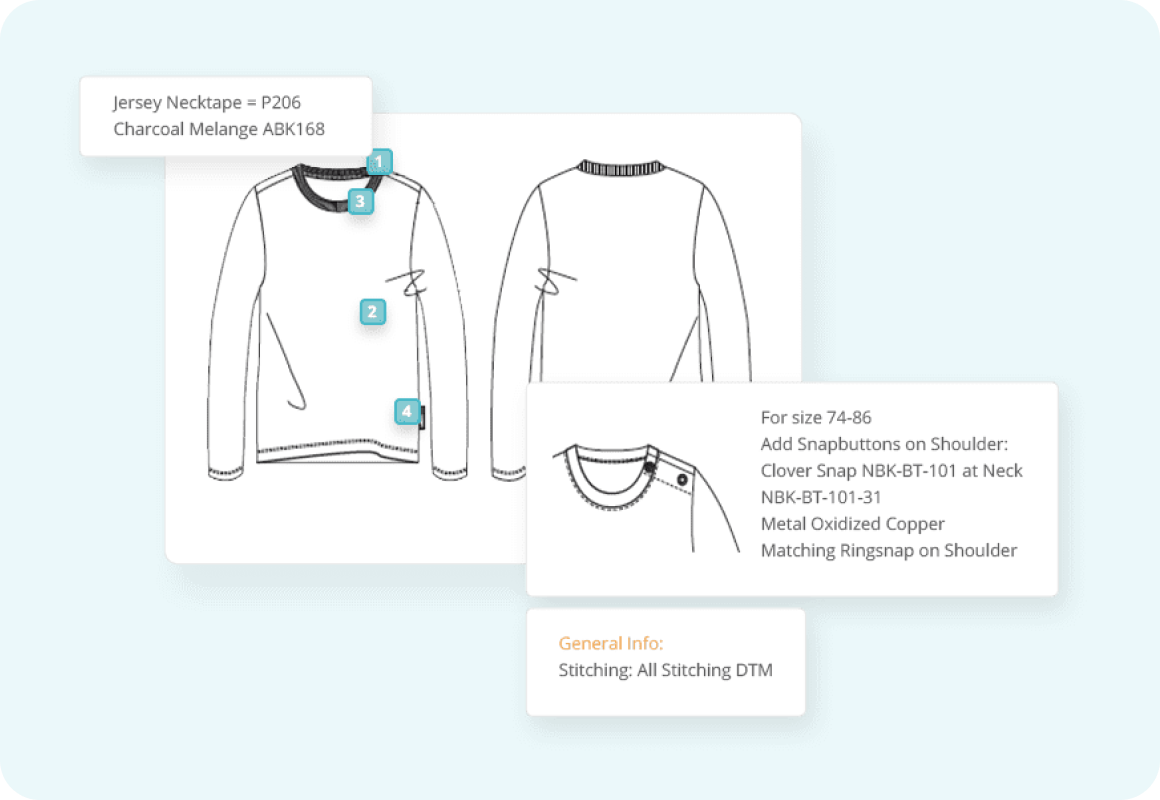 Jersey Necktape = P206
Charcoal Melange ABK168
1
3
2
4
For size 74-86
Add Snapbuttons on Shoulder:
Clover Snap NBK-BT-101 at Neck
NBK-BT-101-31
Metal Oxidized Copper
Matching Ringsnap on Shoulder
General Info:
Stitching: All Stitching DTM